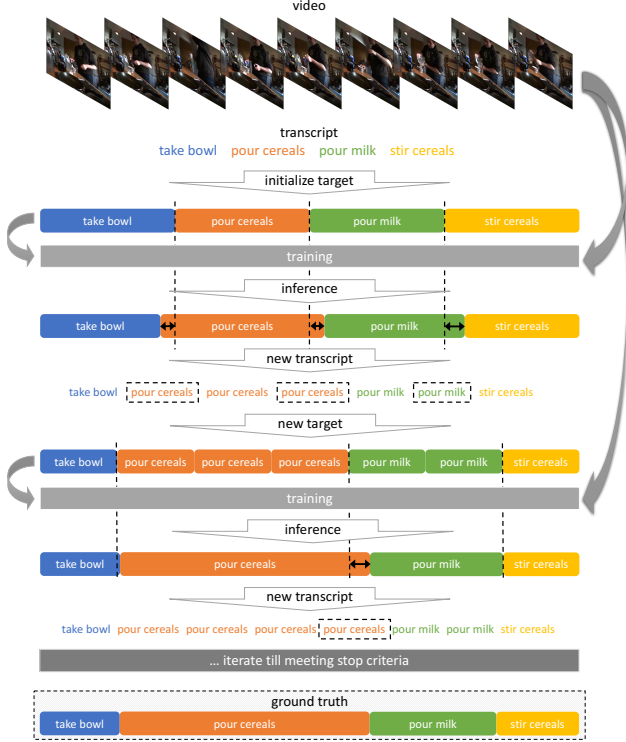 video
transcript
take bowl pour cereals pour milk stir cereals
initialize target
take bowl pour cereals pour milk stir cereals
training
inference
take bowl pour cereals pour milk stir cereals
new transcript
take bowl pour cereals pour cereals pour cereals pour milk pour milk stir cereals
new target
take bowl pour cereals pour cereals pour cereals pour milk pour milk stir cereals
training
inference
take bowl pour cereals pour milk stir cereals
new transcript
take bowl pour cereals pour cereals pour cereals pour cereals pour milk pour milk stir cereals
... iterate till meeting stop criteria
ground truth
take bowl pour cereals pour milk stir cereals